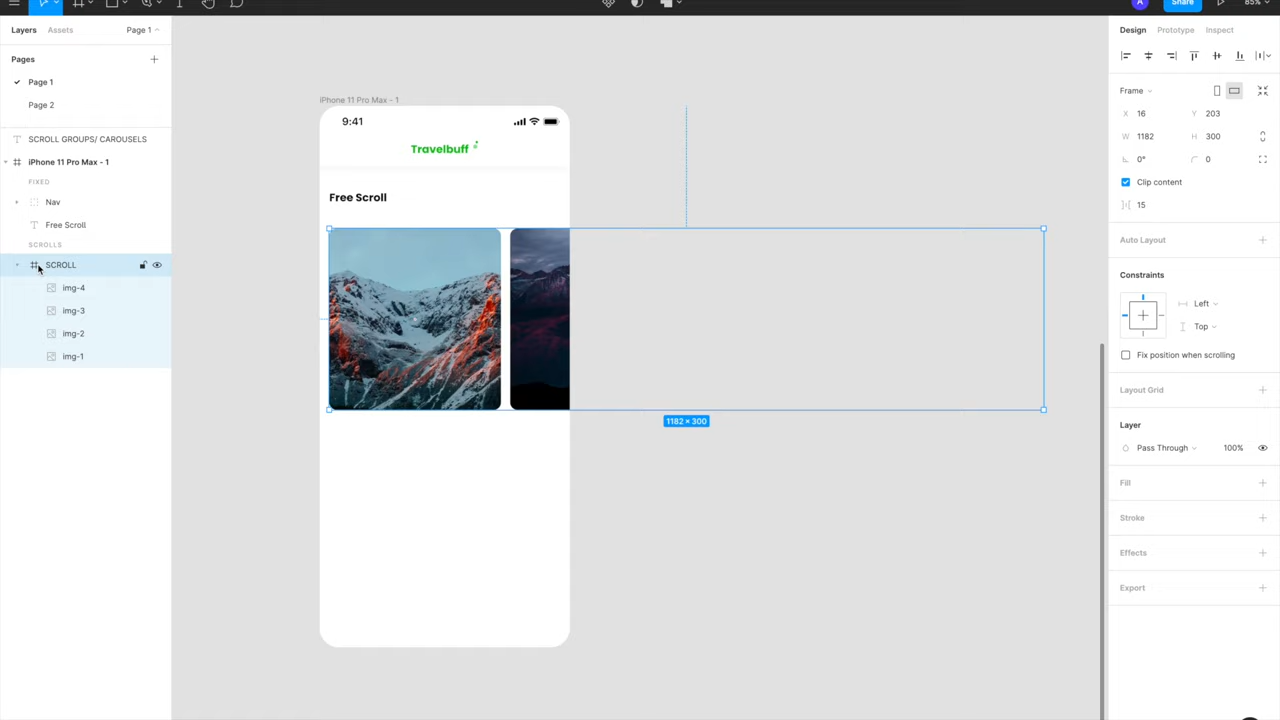 Share
85%
A
Layers
Assets
Page 1
Pages
Page 1
Page 2
SCROLL GROUPS/ CAROUSELS
iPhone 11 Pro Max - 1
FIXED
Nav
Free Scroll
SCROLLS
SCROLL
img-4
img-3
img-2
img-1
iPhone 11 Pro Max - 1
9:41
Travelbuff
Free Scroll
1182 × 300
Design
Prototype
Inspect
Frame
X 16
Y 203
W 1182
H 300
0°
0
Clip content
15
Auto Layout
Constraints
Left
Top
Fix position when scrolling
Layout Grid
Layer
Pass Through
100%
Fill
Stroke
Effects
Export